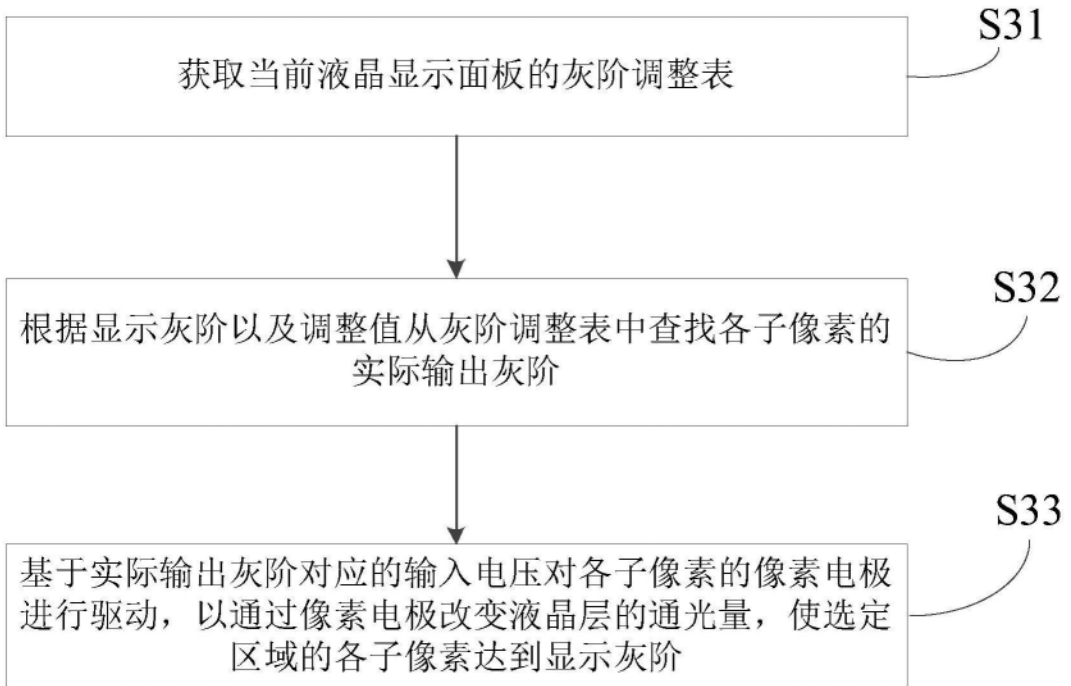 S31
获取当前液晶显示面板的灰阶调整表
S32
根据显示灰阶以及调整值从灰阶调整表中查找各子像素的
实际输出灰阶
S33
基于实际输出灰阶对应的输入电压对各子像素的像素电极
进行驱动，以通过像素电极改变液晶层的通光量，使选定
区域的各子像素达到显示灰阶